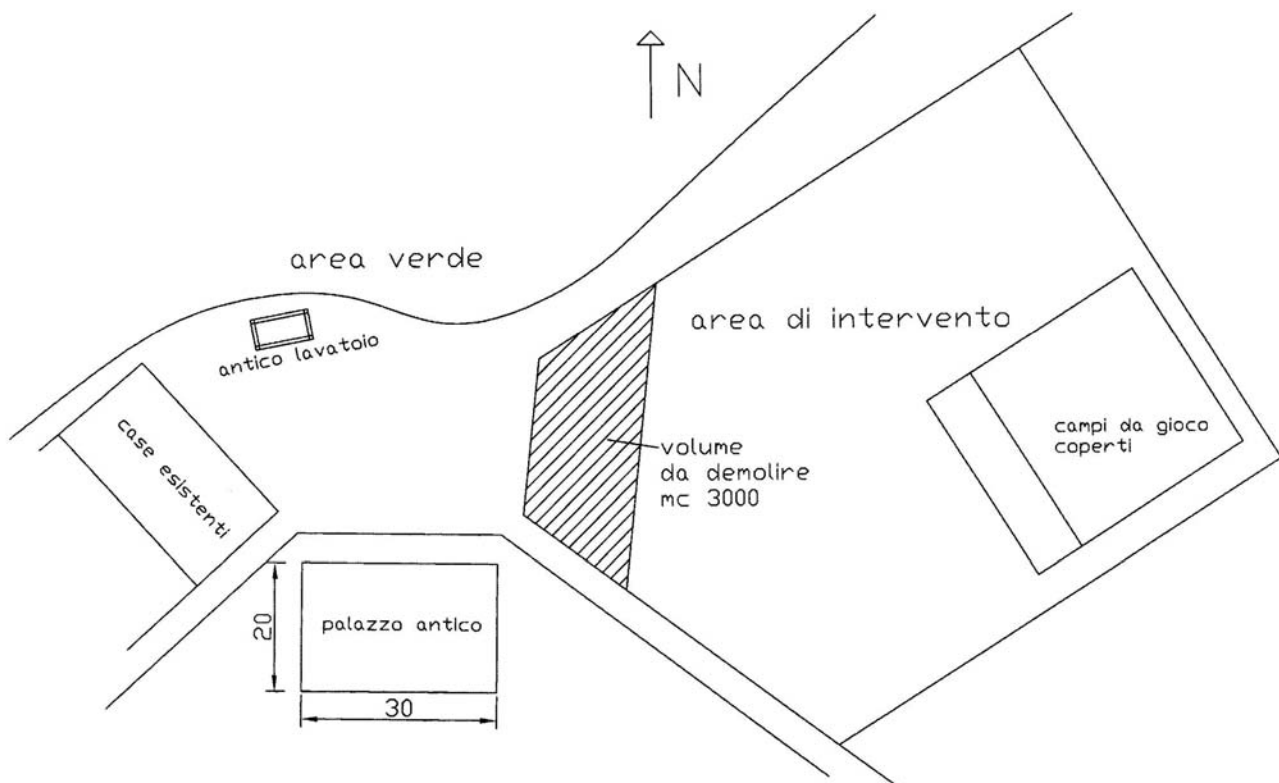 N
area verde
area di intervento
antico lavatoio
case esistenti
campi da gioco
coperti
volume
da demolire
mc 3000
palazzo antico
20
30